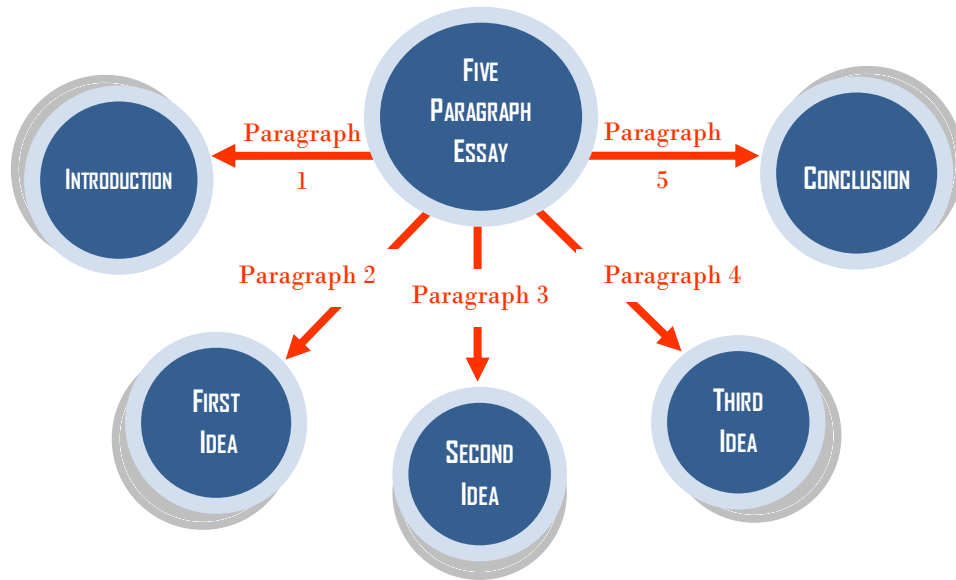 Five
Paragraph
Essay
Paragraph
1
Introduction
Paragraph
5
Conclusion
Paragraph 2
Paragraph 3
Paragraph 4
First
Idea
Second
Idea
Third
Idea